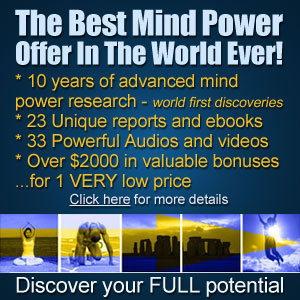 The Best Mind Power
Offer In The World Ever!
* 10 years of advanced mind
power research - world first discoveries
* 23 Unique reports and ebooks
* 33 Powerful Audios and videos
* Over $2000 in valuable bonuses
...for 1 VERY low price
Click here for more details
Discover your FULL potential